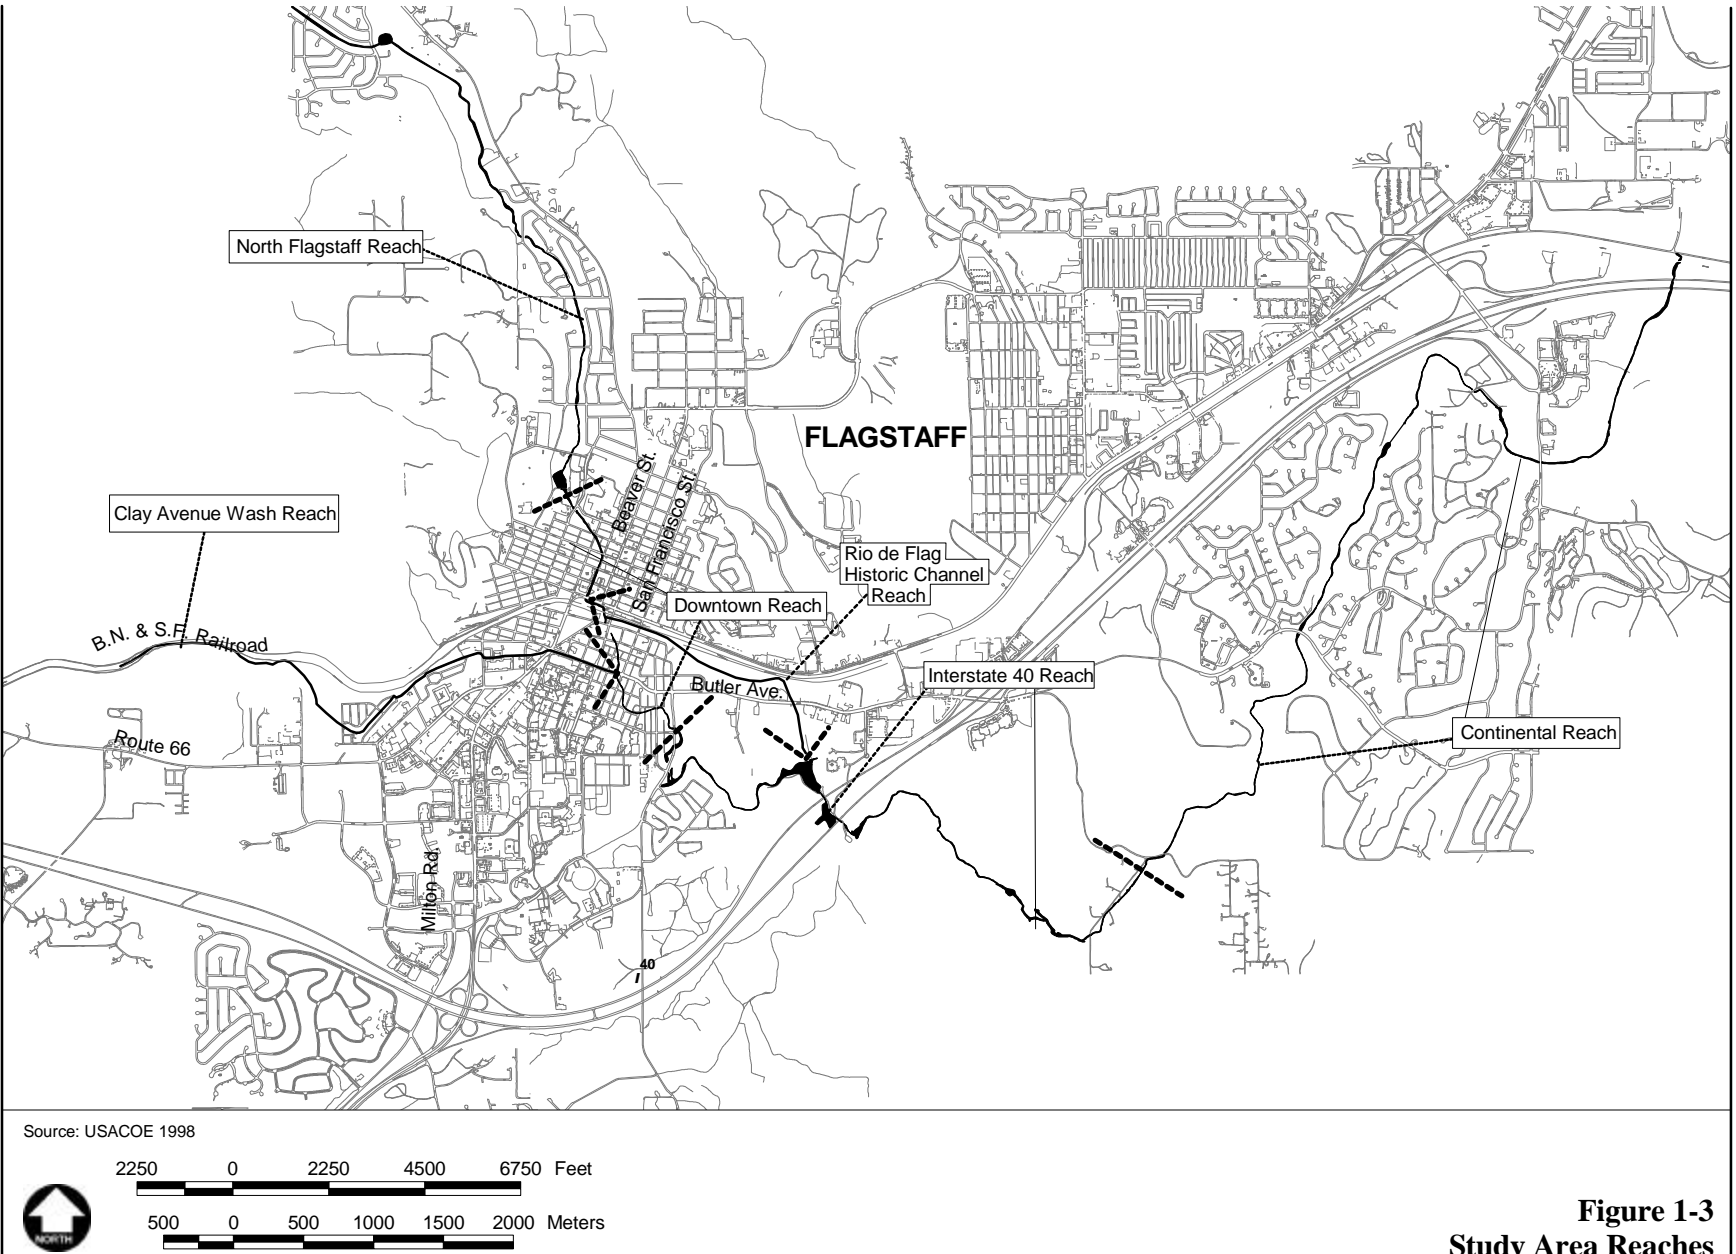 North Flagstaff Reach
FLAGSTAFF
Beaver St.
San Francisco St.
Clay Avenue Wash Reach
Rio de Flag
Historic Channel
Reach
Downtown Reach
B.N. & S.F. Railroad
Interstate 40 Reach
Butler Ave.
Continental Reach
Route 66
Milton Rd.
40
Source: USACOE 1998
2250 0 2250 4500 6750 Feet
500 0 500 1000 1500 2000 Meters
NORTH
Figure 1-3
Study Area Reaches